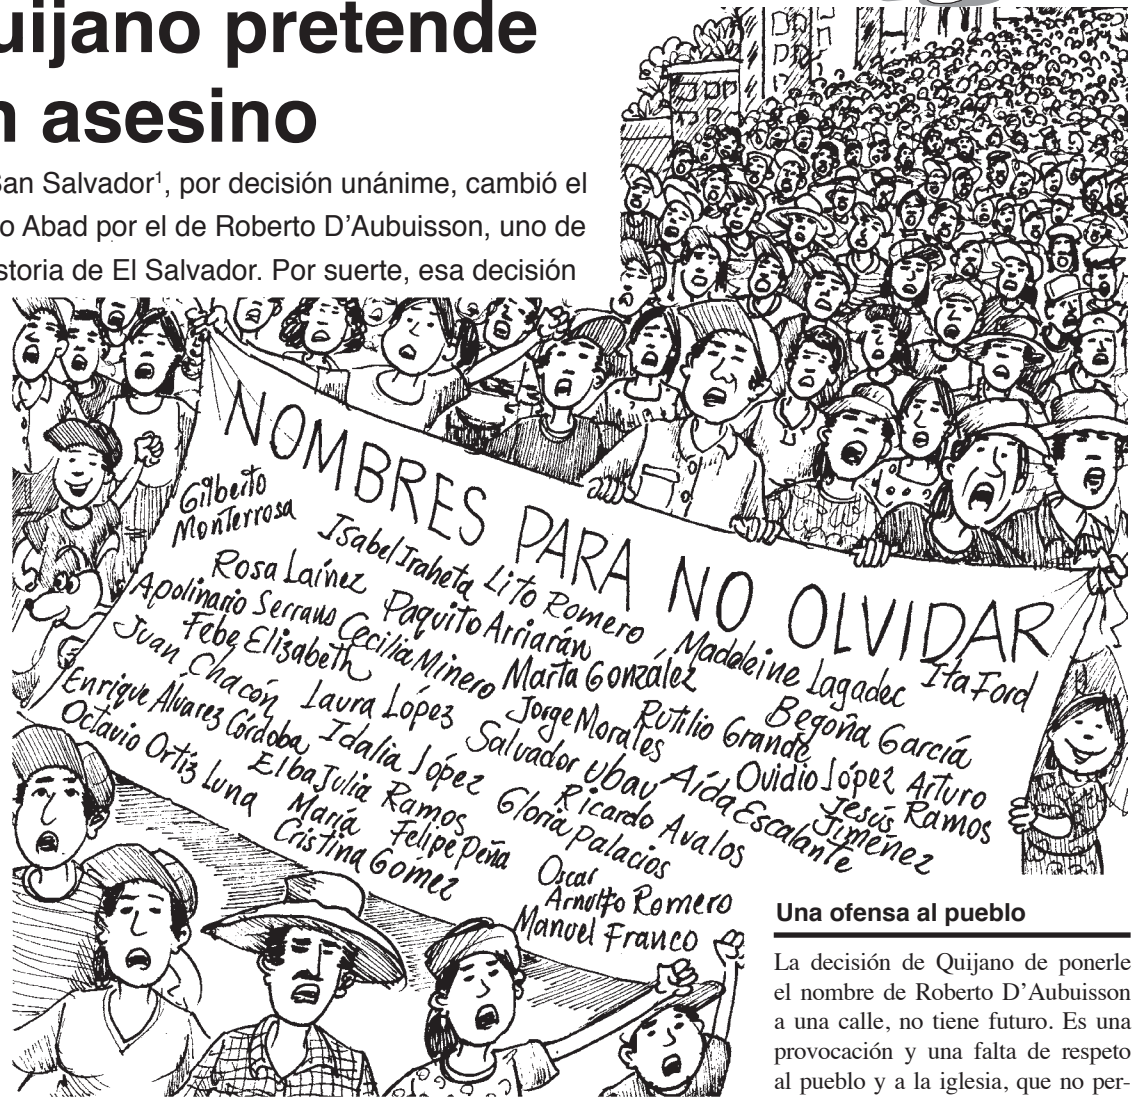 uijano pretende
n asesino
San Salvador¹, por decisión unánime, cambió el
o Abad por el de Roberto D’Aubuisson, uno de
storia de El Salvador. Por suerte, esa decisión
NOMBRES PARA NO OLVIDAR
Gilberto
Monterrosa
Isabel Iraheta
Lito Romero
Madeleine Lagadec
Ita Ford
Rosa Laínez
Paquito Arriarán
Marta González
Begoña García
Apolinario Serrano
Cecilia Minero
Jorge Morales
Rutilio Grande
Ovidio López
Arturo
Ramos
Febe Elizabeth
Laura López
Salvador Ubau
Aída Escalante
Jesús
Jiménez
Juan Chacón
Idalia López
Ricardo Avalos
Enrique Alvarez Córdoba
Elba Julia Ramos
Gloria Palacios
Octavio Ortíz Luna
María
Cristina Gómez
Felipe Peña
Oscar
Arnulfo Romero
Manuel Franco
Una ofensa al pueblo
La decisión de Quijano de ponerle
el nombre de Roberto D’Aubuisson
a una calle, no tiene futuro. Es una
provocación y una falta de respeto
al pueblo y a la iglesia, que no per-